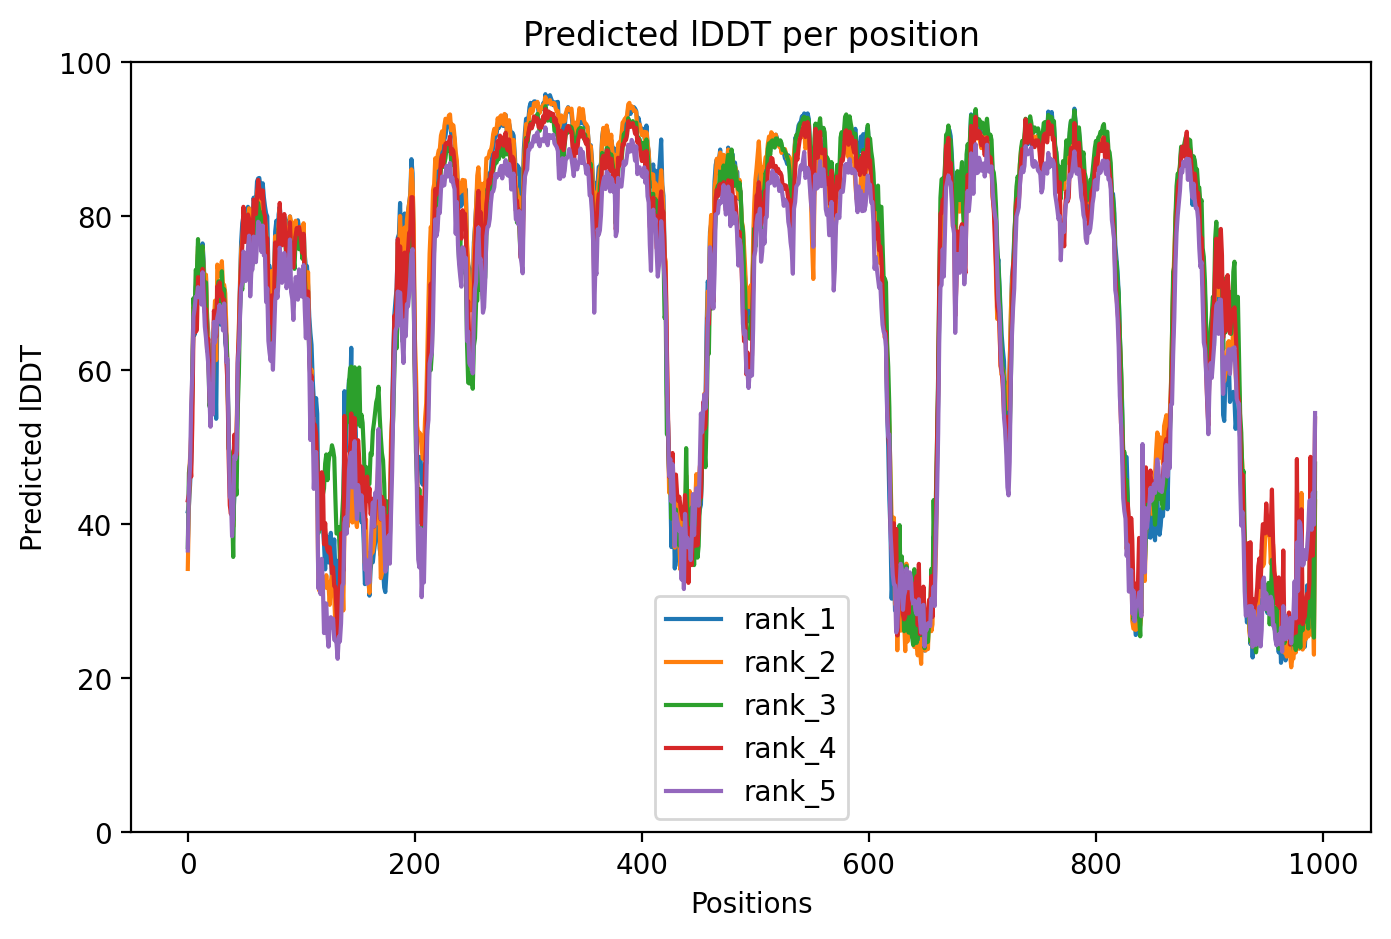 Predicted lDDT per position
100
80
60
40
20
0
Predicted lDDT
0 200 400 600 800 1000
Positions
rank_1
rank_2
rank_3
rank_4
rank_5